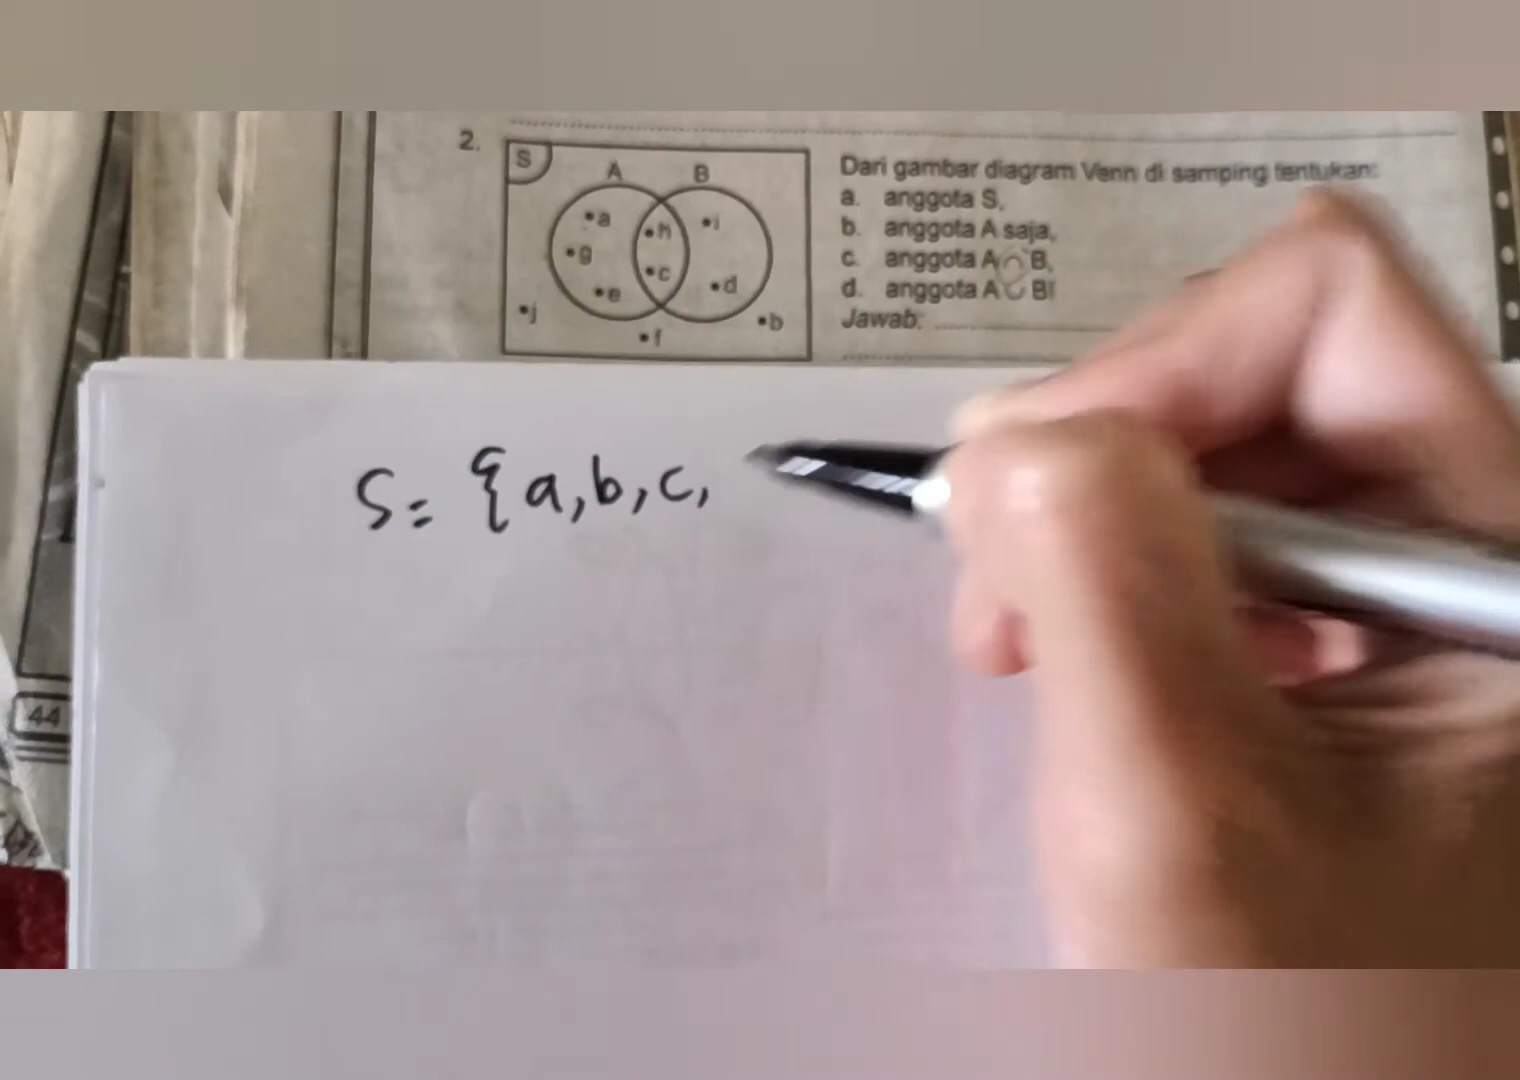 2.
S
A
B
a
h
i
g
c
e
d
j
b
f
Dari gambar diagram Venn di samping tentukan:
a. anggota S,
b. anggota A saja,
c. anggota A∩B,
d. anggota A∪B!
Jawab:
S= {a,b,c,
44